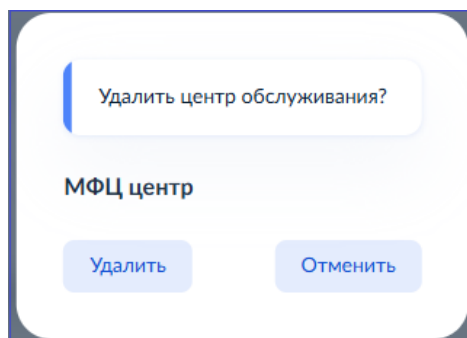 Удалить центр обслуживания?
МФЦ центр
Удалить
Отменить